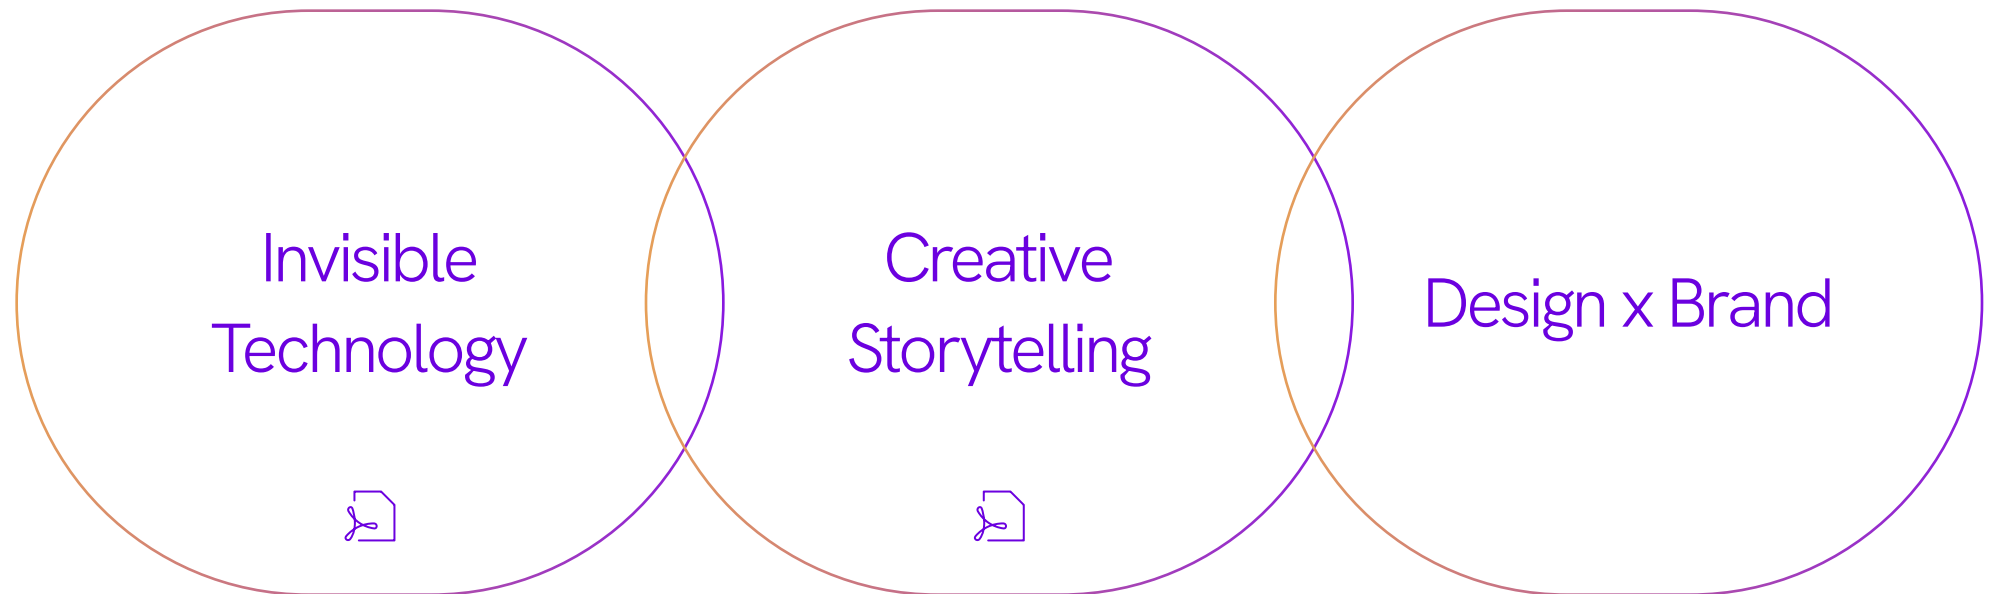 Invisible
Technology
Creative
Storytelling
Design x Brand